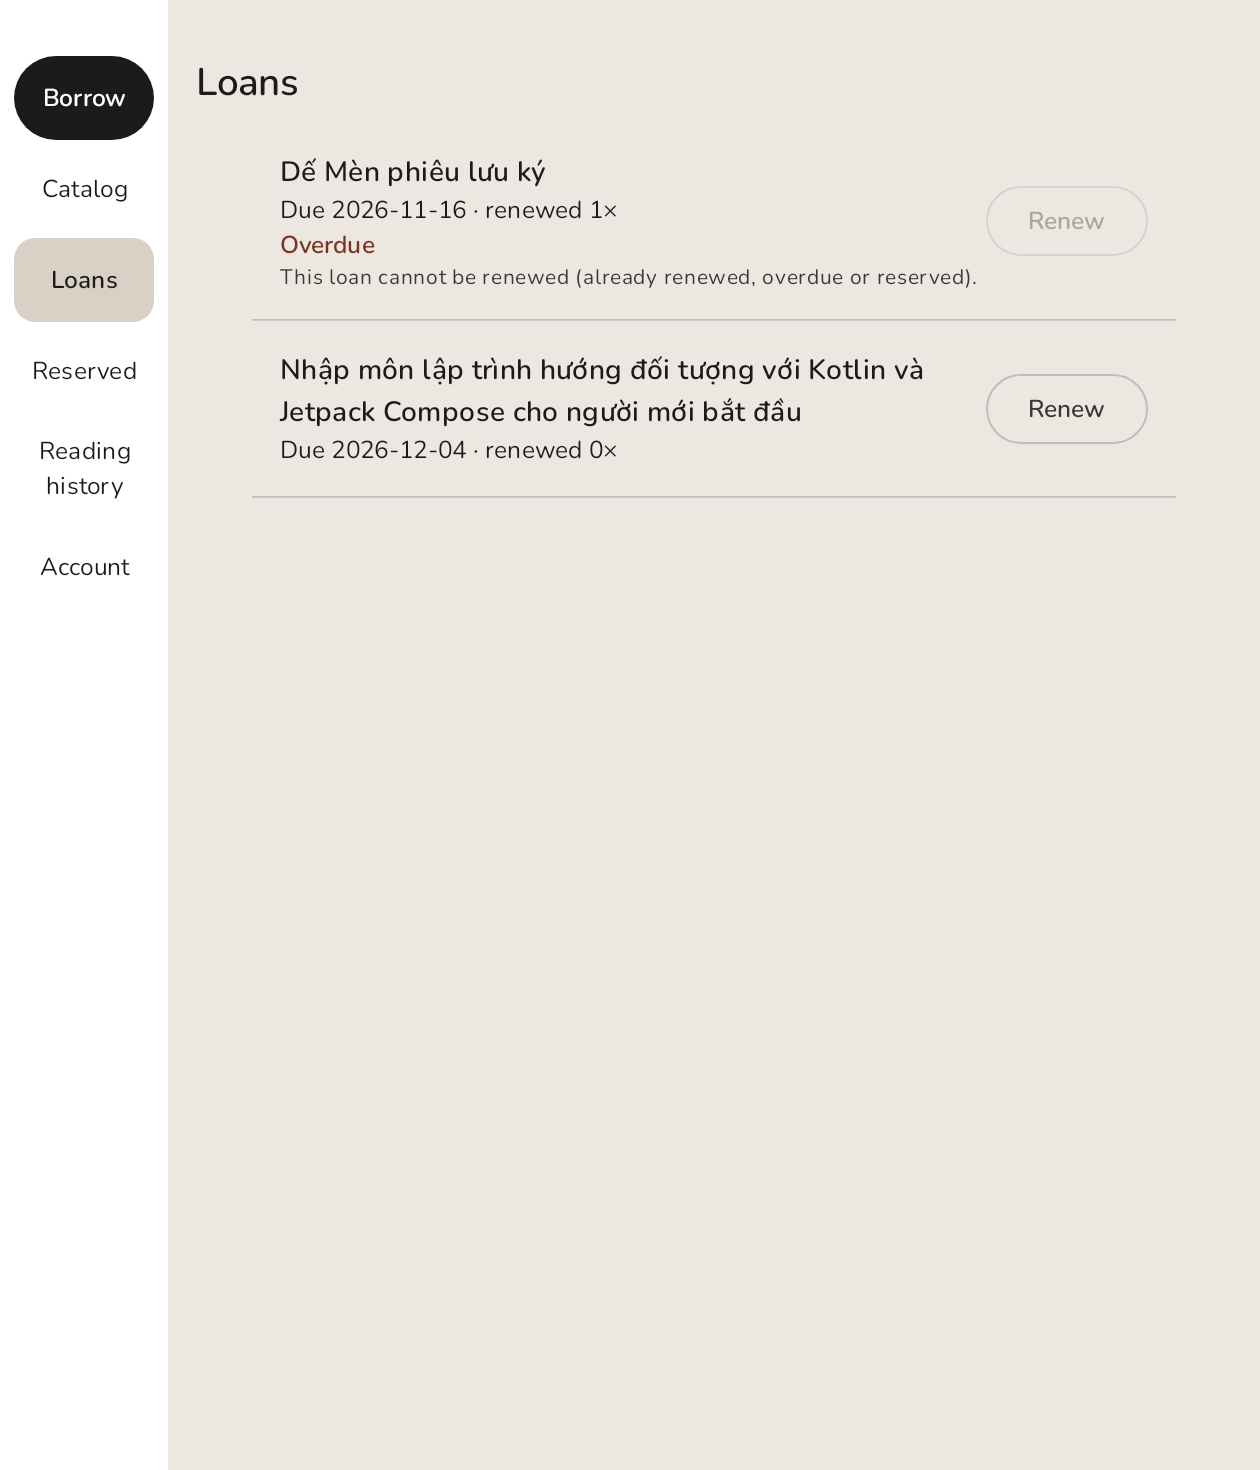 Borrow
Catalog
Loans
Reserved
Reading
history
Account
Loans
Dế Mèn phiêu lưu ký
Due 2026-11-16 · renewed 1×
Overdue
This loan cannot be renewed (already renewed, overdue or reserved).
Renew
Nhập môn lập trình hướng đối tượng với Kotlin và
Jetpack Compose cho người mới bắt đầu
Due 2026-12-04 · renewed 0×
Renew